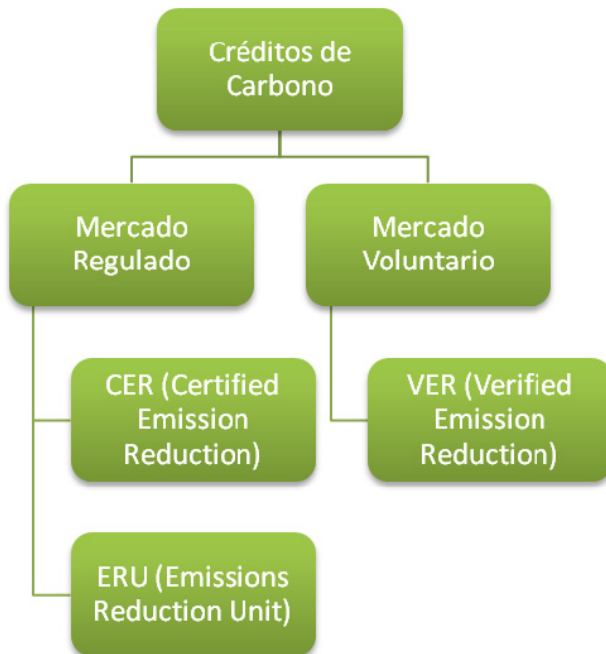 Créditos de
Carbono
Mercado
Regulado
Mercado
Voluntario
CER (Certified
Emission
Reduction)
VER (Verified
Emission
Reduction)
ERU (Emissions
Reduction Unit)